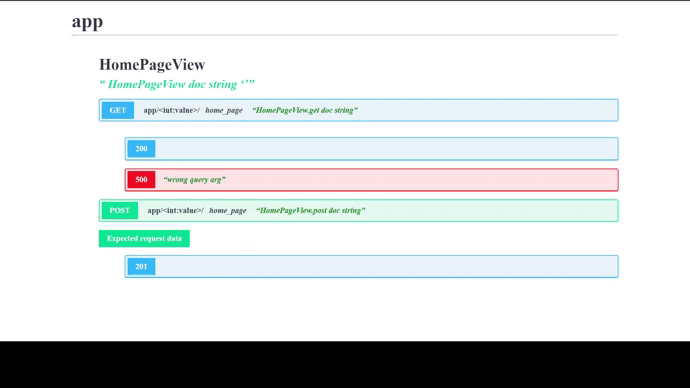 app
HomePageView
“ HomePageView doc string ‘’”
GET app/<int:value>/ home_page “HomePageView.get doc string”
200
500 “wrong query arg”
POST app/<int:value>/ home_page “HomePageView.post doc string”
Expected request data
201